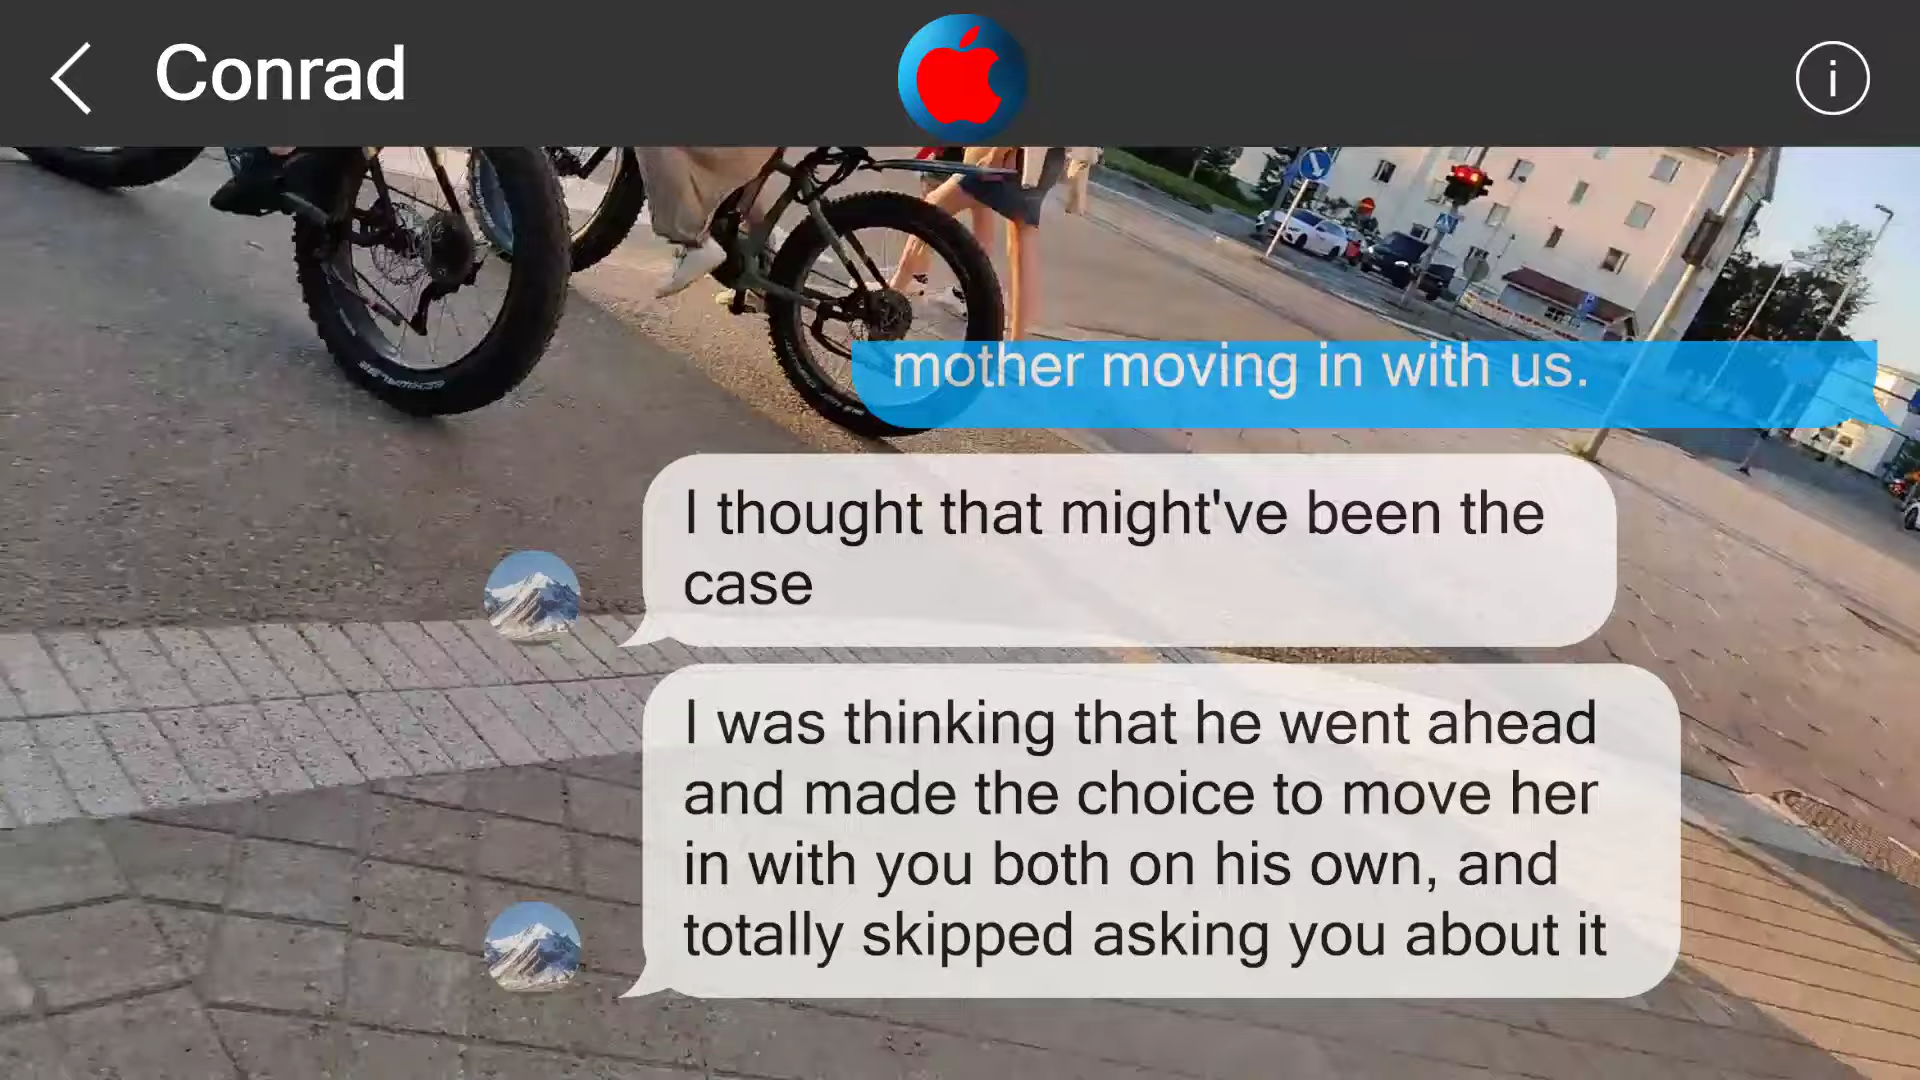 Conrad
mother moving in with us.
I thought that might've been the
case
I was thinking that he went ahead
and made the choice to move her
in with you both on his own, and
totally skipped asking you about it